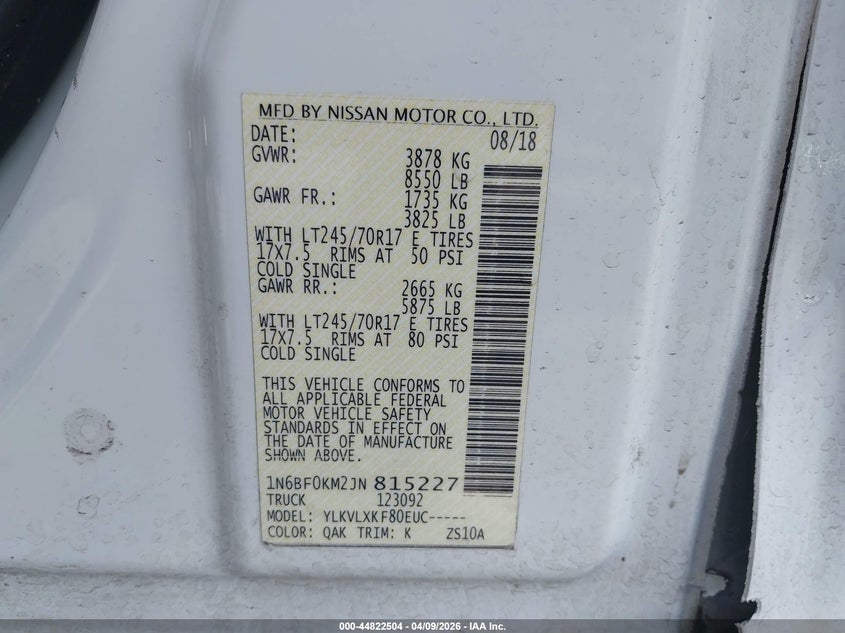 MFD BY NISSAN MOTOR CO., LTD.
DATE: 08/18
GVWR: 3878 KG
8550 LB
GAWR FR.: 1735 KG
3825 LB
WITH LT245/70R17 E TIRES
17X7.5 RIMS AT 50 PSI
COLD SINGLE
GAWR RR.: 2665 KG
5875 LB
WITH LT245/70R17 E TIRES
17X7.5 RIMS AT 80 PSI
COLD SINGLE
THIS VEHICLE CONFORMS TO
ALL APPLICABLE FEDERAL
MOTOR VEHICLE SAFETY
STANDARDS IN EFFECT ON
THE DATE OF MANUFACTURE
SHOWN ABOVE.
1N6BF0KM2JN815227
TRUCK 123092
MODEL: YLKVLXKF80EUC-----
COLOR: QAK TRIM: K ZS10A
000-44822504 - 04/09/2026 - IAA Inc.